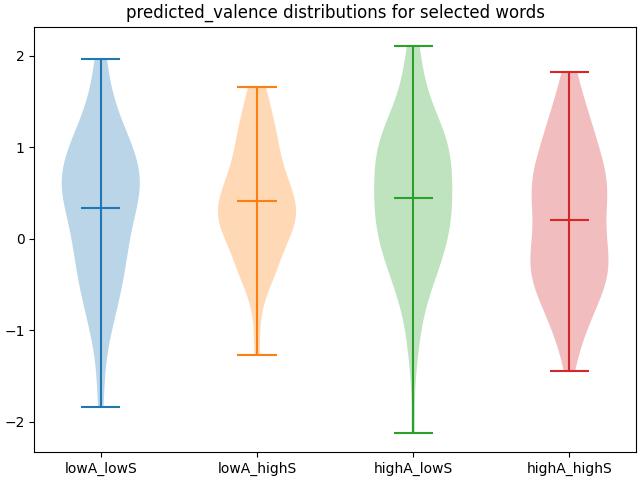 predicted_valence distributions for selected words
2
1
0
−1
−2
lowA_lowS
lowA_highS
highA_lowS
highA_highS